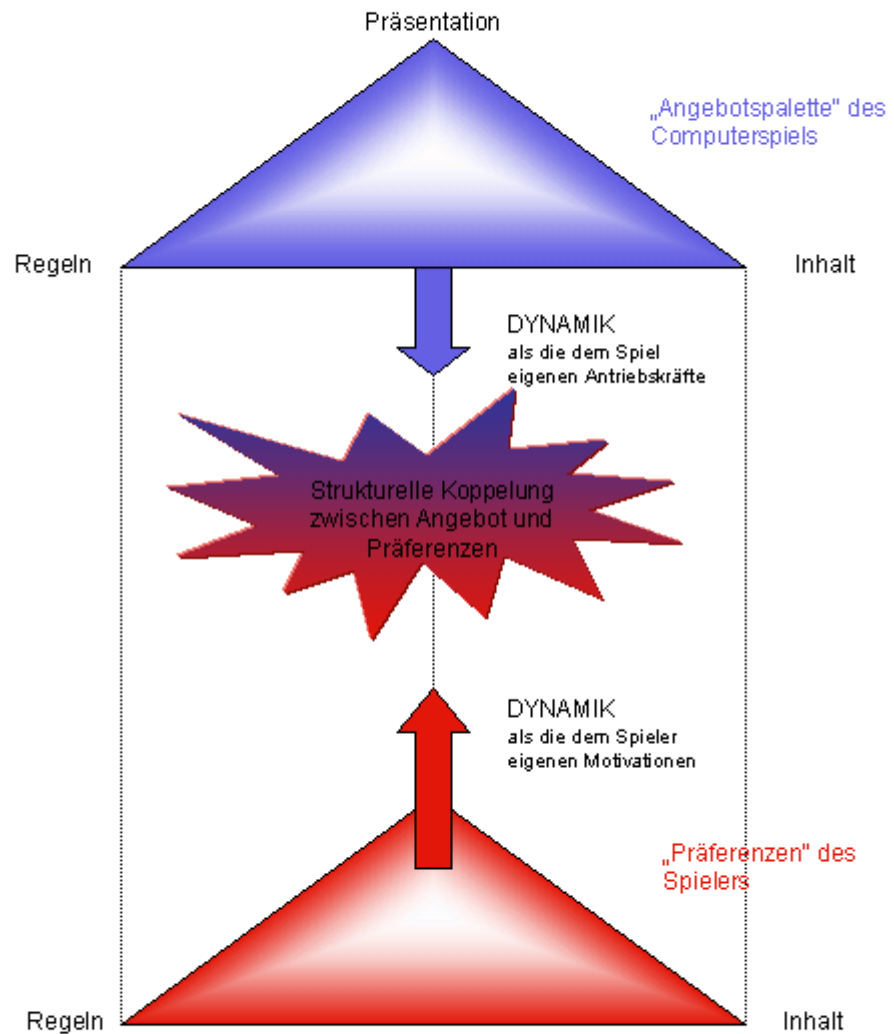 Präsentation
„Angebotspalette" des
Computerspiels
Regeln
Inhalt
DYNAMIK
als die dem Spiel
eigenen Antriebskräfte
Strukturelle Koppelung
zwischen Angebot und
Präferenzen
DYNAMIK
als die dem Spieler
eigenen Motivationen
„Präferenzen" des
Spielers
Regeln
Inhalt